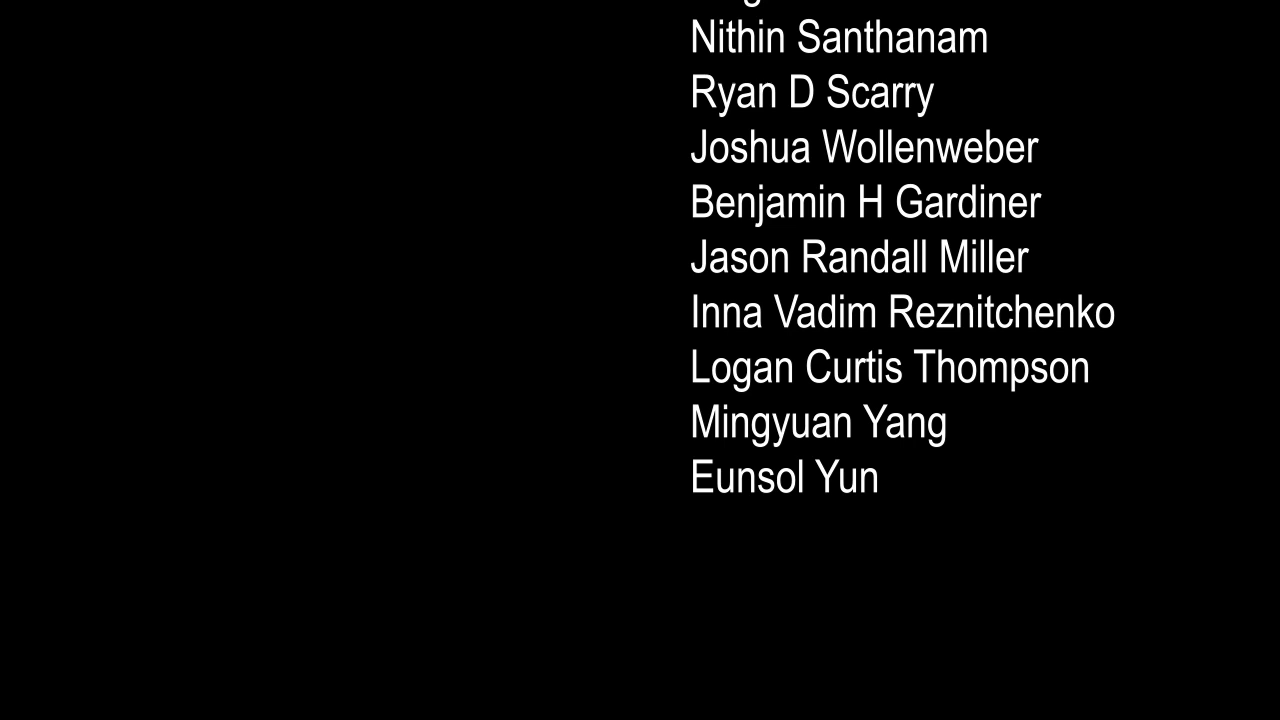 Nithin Santhanam
Ryan D Scarry
Joshua Wollenweber
Benjamin H Gardiner
Jason Randall Miller
Inna Vadim Reznitchenko
Logan Curtis Thompson
Mingyuan Yang
Eunsol Yun